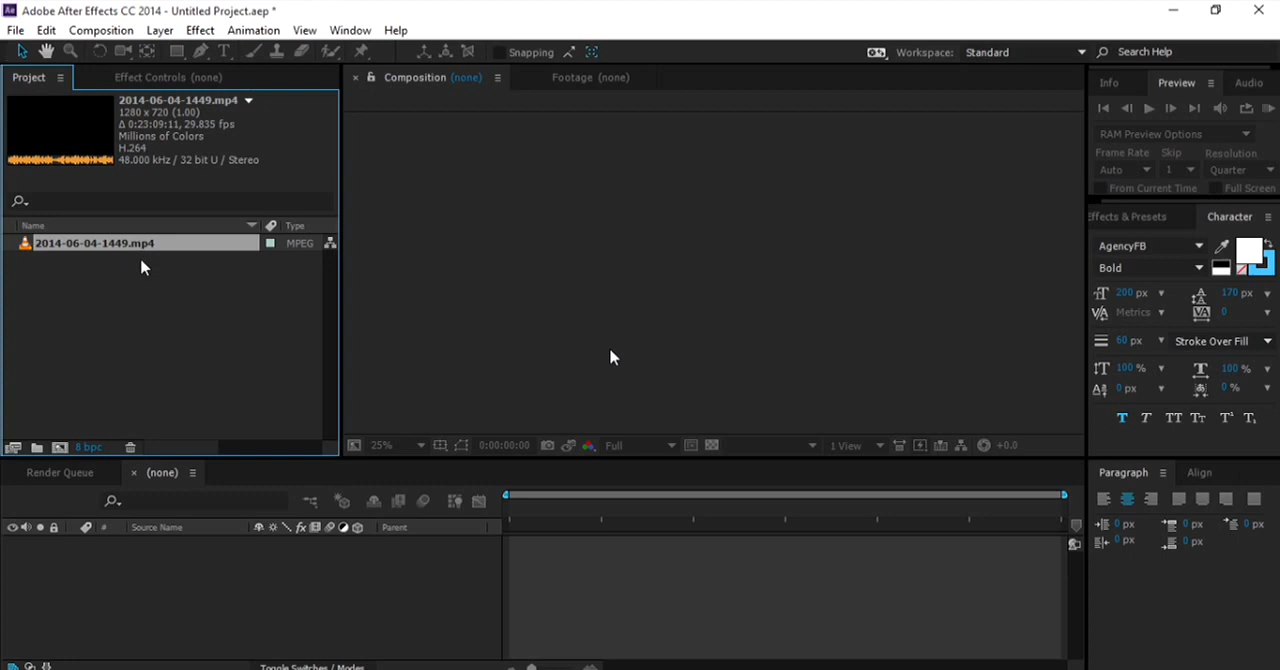 Adobe After Effects CC 2014 - Untitled Project.aep *
File Edit Composition Layer Effect Animation View Window Help
Snapping Workspace: Standard Search Help
Project Effect Controls (none) Composition (none) Footage (none) Info Preview Audio
2014-06-04-1449.mp4
1280 x 720 (1.00)
Δ 0:23:09:11, 29.835 fps
Millions of Colors
H.264
48.000 kHz / 32 bit U / Stereo
RAM Preview Options
Frame Rate Skip Resolution
Auto 1 Quarter
From Current Time Full Screen
Name Type
2014-06-04-1449.mp4 MPEG
Effects & Presets Character
AgencyFB
Bold
200 px 170 px
Metrics 0
60 px Stroke Over Fill
100 % 100 %
0 px 0 %
T T TT Tt T¹ T₁
8 bpc
25% 0:00:00:00 Full 1 View +0.0
Render Queue (none)
Paragraph Align
# Source Name Parent
0 px 0 px 0 px
0 px 0 px
Toggle Switches / Modes